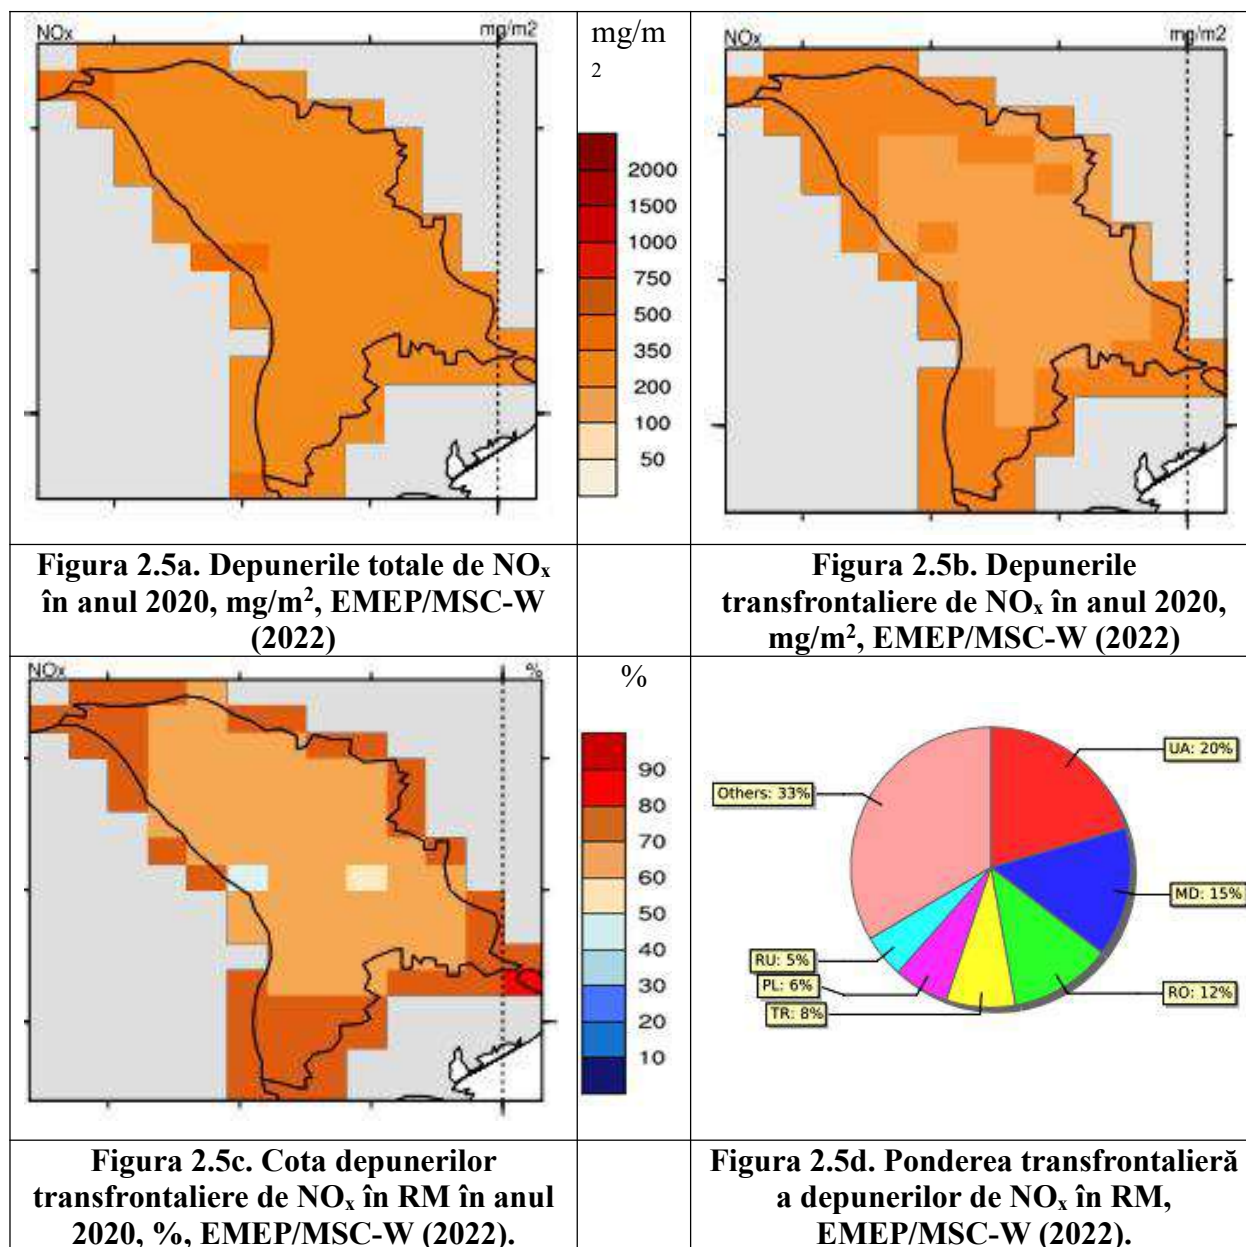 NOx mg/m2
mg/m
2
2000
1500
1000
750
500
350
200
100
50
NOx mg/m2
Figura 2.5a. Depunerile totale de NOx
în anul 2020, mg/m², EMEP/MSC-W
(2022)
Figura 2.5b. Depunerile
transfrontaliere de NOx în anul 2020,
mg/m², EMEP/MSC-W (2022)
NOx %
%
90
80
70
60
50
40
30
20
10
UA: 20%
Others: 33%
MD: 15%
RU: 5%
PL: 6%
RO: 12%
TR: 8%
Figura 2.5c. Cota depunerilor
transfrontaliere de NOx în RM în anul
2020, %, EMEP/MSC-W (2022).
Figura 2.5d. Ponderea transfrontalieră
a depunerilor de NOx în RM,
EMEP/MSC-W (2022).